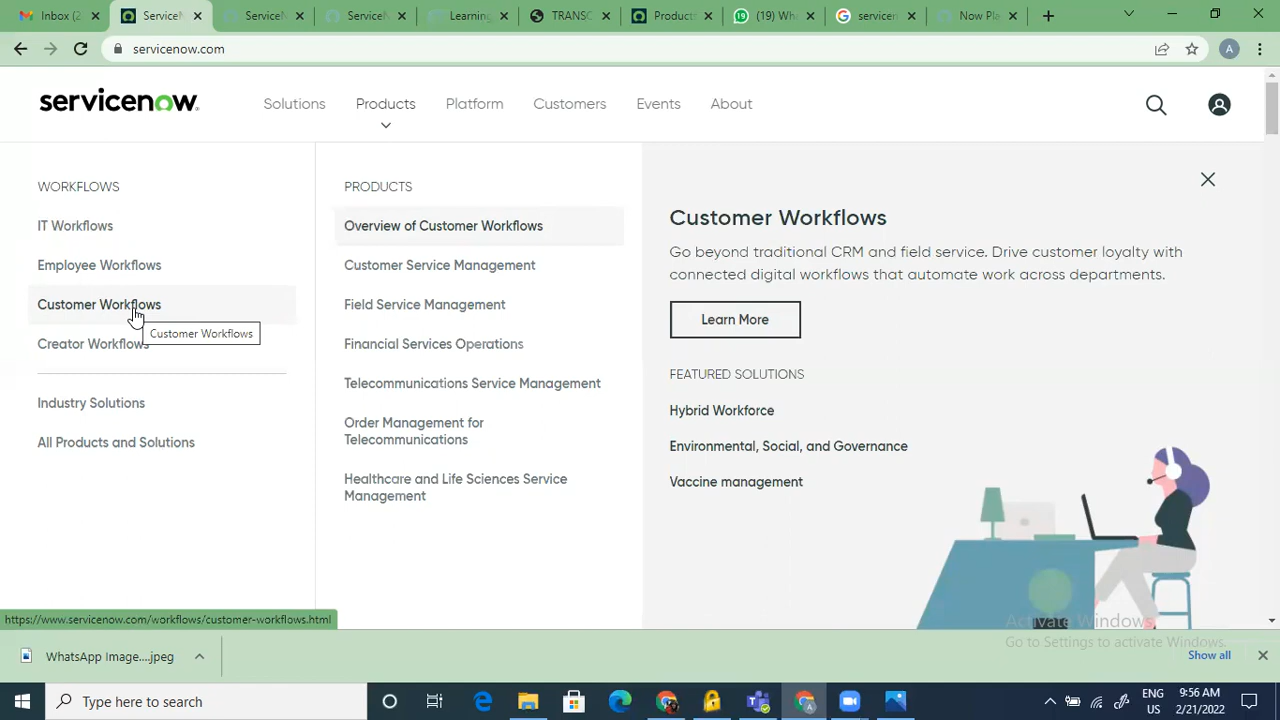 Inbox (2
ServiceN
ServiceN
ServiceN
Learning
TRANSC
Products
(19) Wha
servicen
Now Pla
servicenow.com
A
servicenow
Solutions
Products
Platform
Customers
Events
About
WORKFLOWS
IT Workflows
Employee Workflows
Customer Workflows
Customer Workflows
Creator Workflows
Industry Solutions
All Products and Solutions
PRODUCTS
Overview of Customer Workflows
Customer Service Management
Field Service Management
Financial Services Operations
Telecommunications Service Management
Order Management for
Telecommunications
Healthcare and Life Sciences Service
Management
Customer Workflows
Go beyond traditional CRM and field service. Drive customer loyalty with
connected digital workflows that automate work across departments.
Learn More
FEATURED SOLUTIONS
Hybrid Workforce
Environmental, Social, and Governance
Vaccine management
Activate Windows
Go to Settings to activate Windows.
https://www.servicenow.com/workflows/customer-workflows.html
WhatsApp Image....jpeg
Show all
Type here to search
ENG
US
9:56 AM
2/21/2022